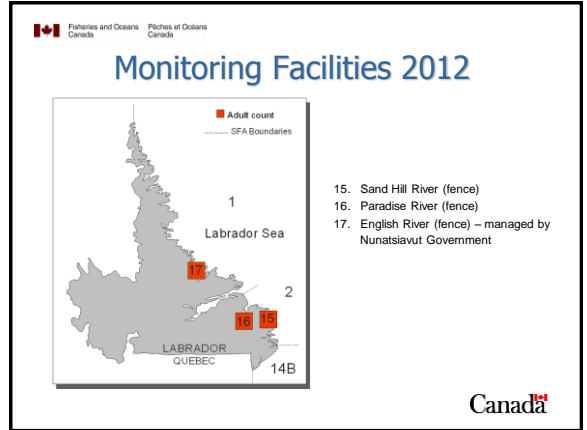 Fisheries and Oceans Pêches et Océans
Canada Canada
Monitoring Facilities 2012
Adult count
SFA Boundaries
1
Labrador Sea
17
2
16 15
LABRADOR
QUEBEC
14B
15. Sand Hill River (fence)
16. Paradise River (fence)
17. English River (fence) – managed by
Nunatsiavut Government
Canada